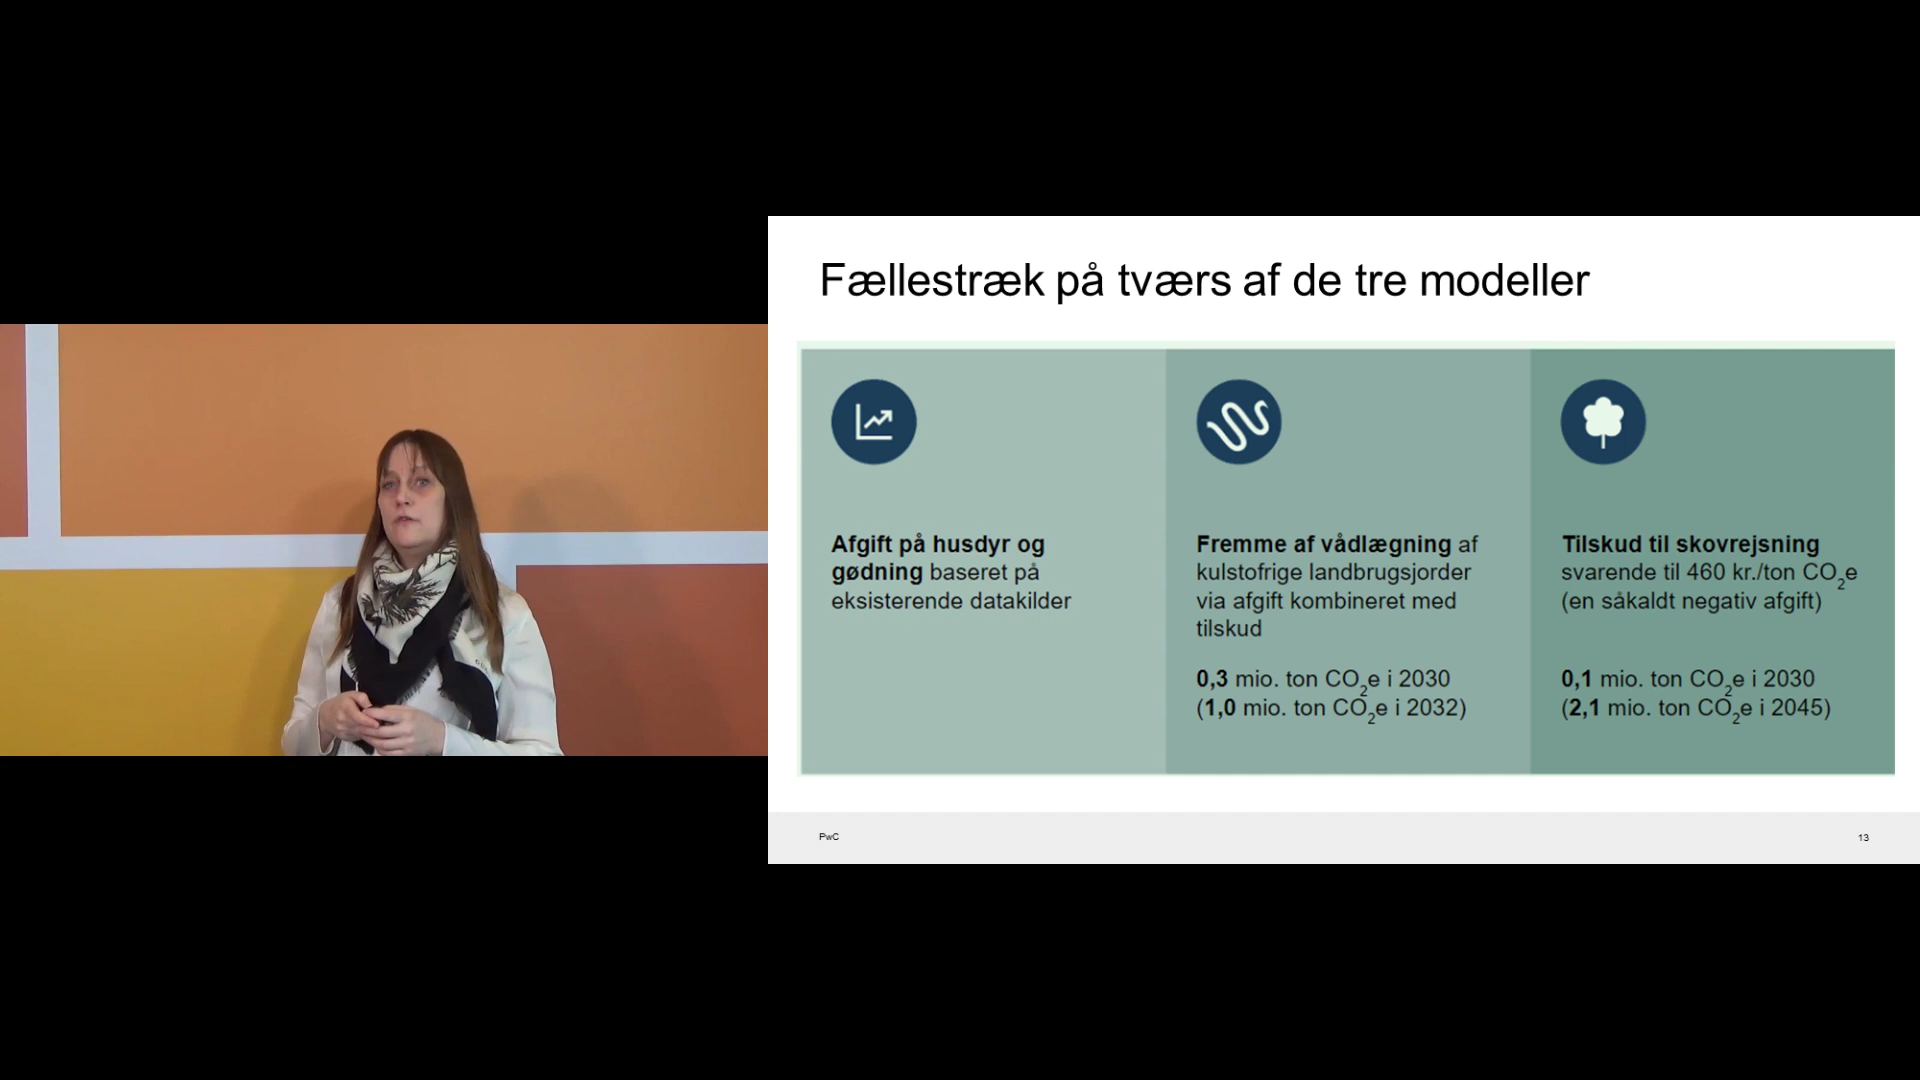 Fællestræk på tværs af de tre modeller
Afgift på husdyr og
gødning baseret på
eksisterende datakilder
Fremme af vådlægning af
kulstofrige landbrugsjorder
via afgift kombineret med
tilskud
0,3 mio. ton CO₂e i 2030
(1,0 mio. ton CO₂e i 2032)
Tilskud til skovrejsning
svarende til 460 kr./ton CO₂e
(en såkaldt negativ afgift)
0,1 mio. ton CO₂e i 2030
(2,1 mio. ton CO₂e i 2045)
PwC
13